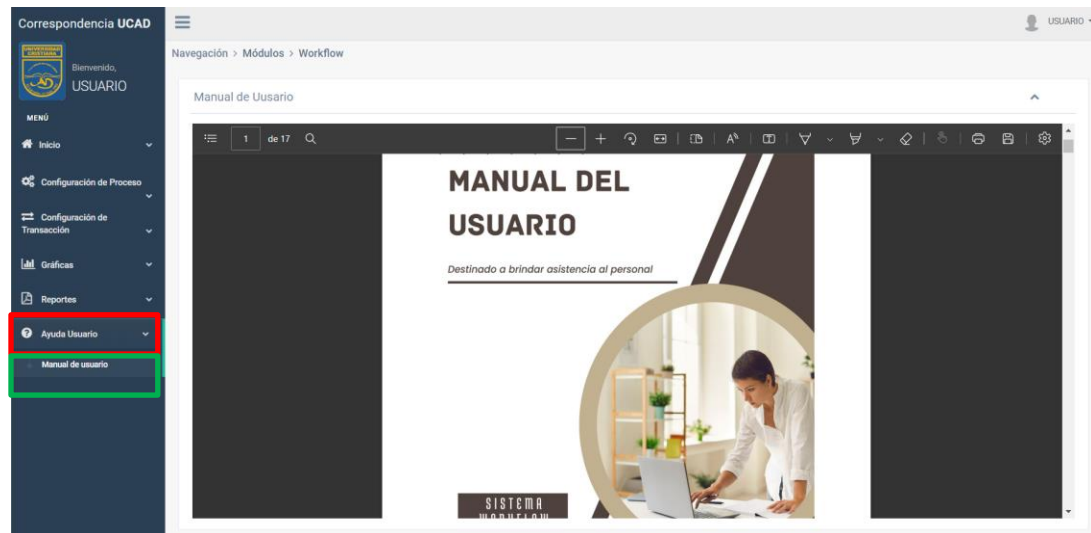 Correspondencia UCAD
USUARIO
Bienvenido,
USUARIO
Navegación > Módulos > Workflow
MENÚ
Inicio
Configuración de Proceso
Configuración de
Transacción
Gráficas
Reportes
Ayuda Usuario
Manual de usuario
Manual de Uusario
1 de 17
MANUAL DEL
USUARIO
Destinado a brindar asistencia al personal
SISTEMA
WORKFLOW